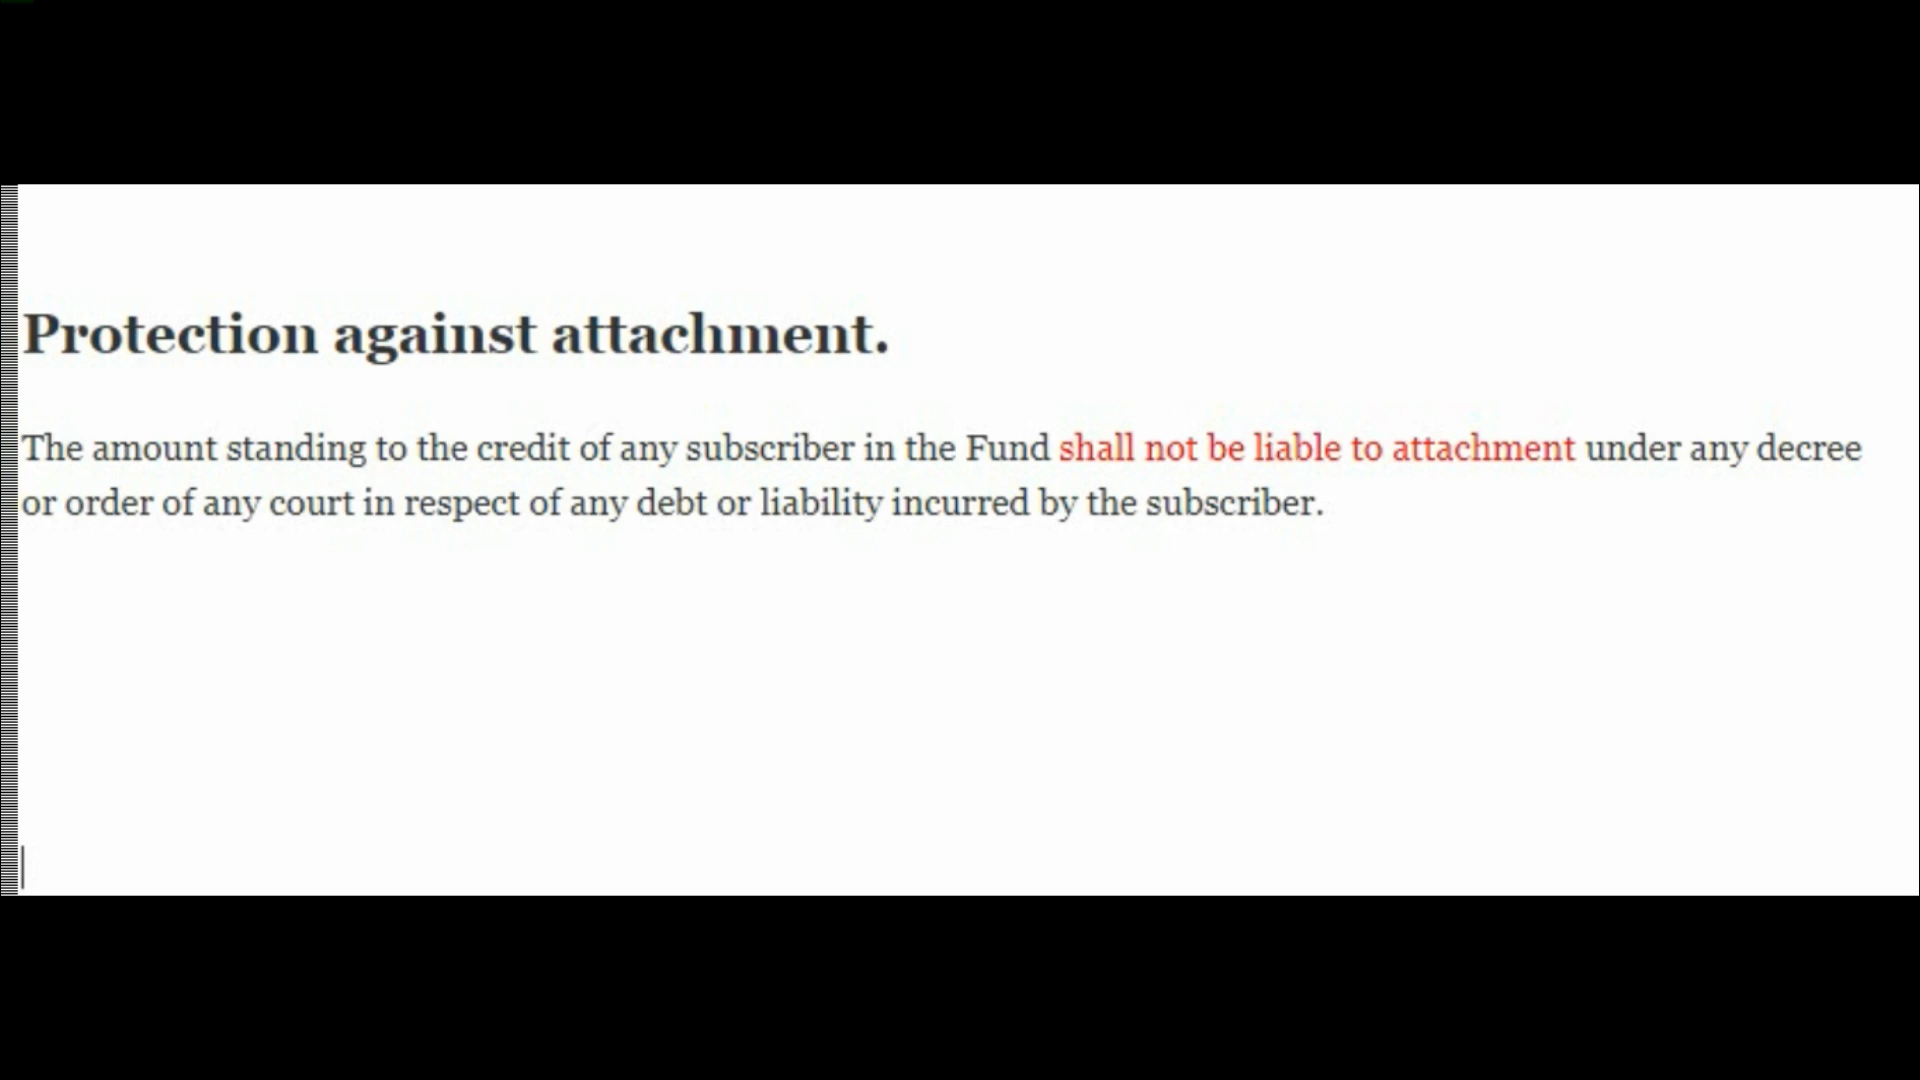 Protection against attachment.
The amount standing to the credit of any subscriber in the Fund shall not be liable to attachment under any decree
or order of any court in respect of any debt or liability incurred by the subscriber.